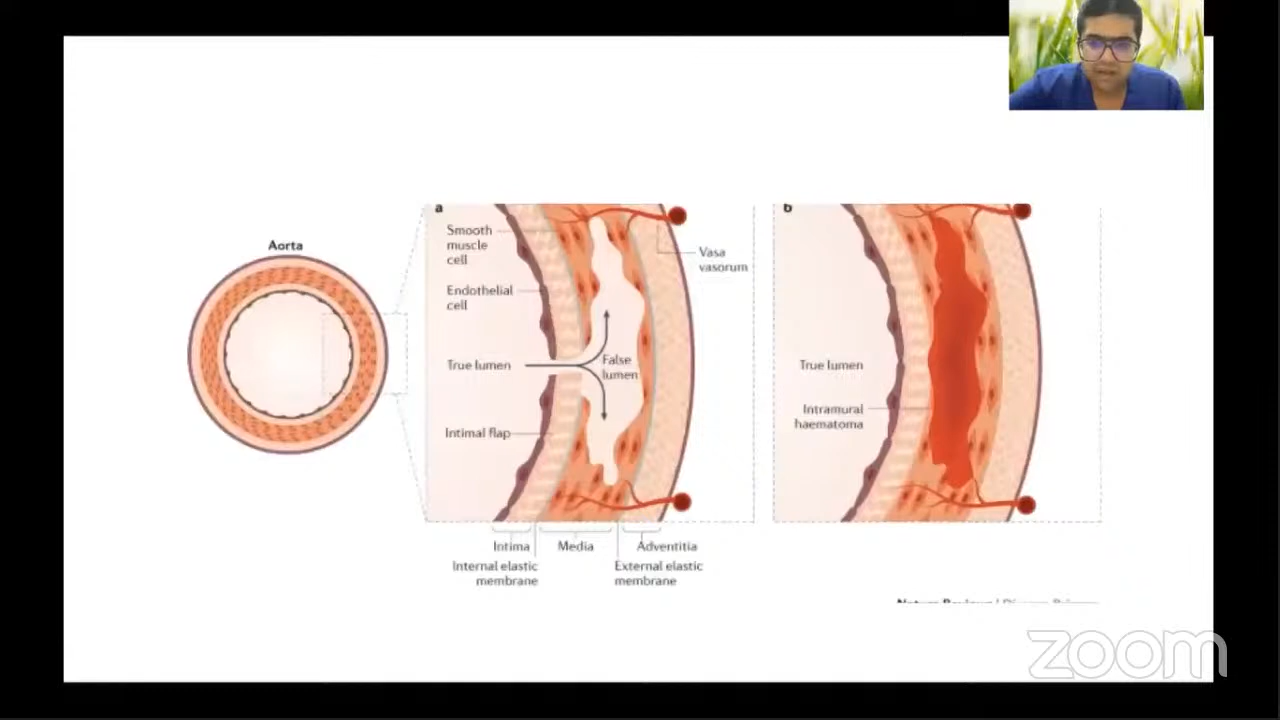 Aorta
a
Smooth
muscle
cell
Endothelial
cell
True lumen
Intimal flap
False
lumen
Vasa
vasorum
Intima
Media
Adventitia
Internal elastic
membrane
External elastic
membrane
b
True lumen
Intramural
haematoma
zoom